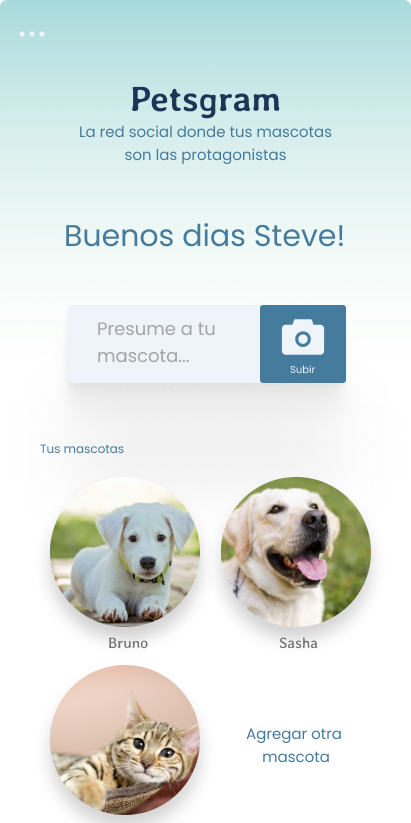 Petsgram
La red social donde tus mascotas
son las protagonistas
Buenos dias Steve!
Presume a tu
mascota...
Subir
Tus mascotas
Bruno
Sasha
Agregar otra
mascota